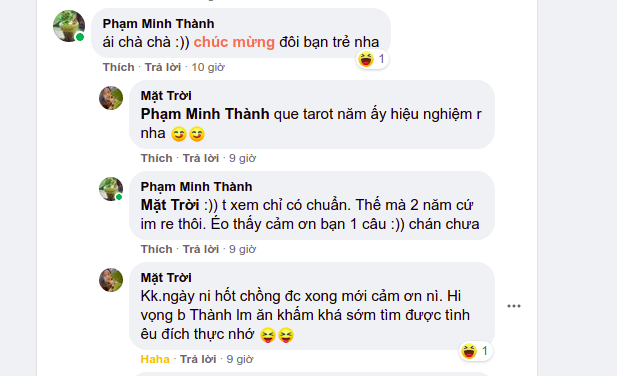 Phạm Minh Thành
ái chà chà :)) chúc mừng đôi bạn trẻ nha
1
Thích · Trả lời · 10 giờ
Mặt Trời
Phạm Minh Thành que tarot năm ấy hiệu nghiệm r
nha
Thích · Trả lời · 9 giờ
Phạm Minh Thành
Mặt Trời :)) t xem chỉ có chuẩn. Thế mà 2 năm cứ
im re thôi. Éo thấy cảm ơn bạn 1 câu :)) chán chưa
Thích · Trả lời · 9 giờ
Mặt Trời
Kk.ngày ni hốt chồng đc xong mới cảm ơn nì. Hi
vọng b Thành lm ăn khấm khá sớm tìm được tình
êu đích thực nhớ
1
Haha · Trả lời · 9 giờ